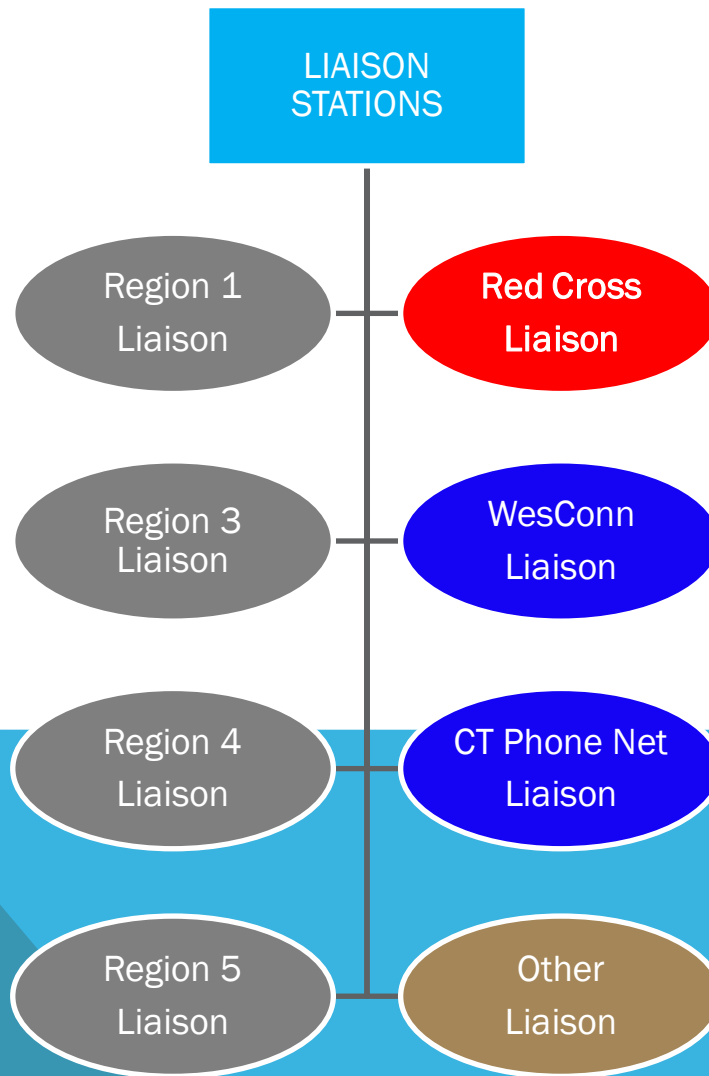 LIAISON
STATIONS
Region 1
Liaison
Red Cross
Liaison
Region 3
Liaison
WesConn
Liaison
Region 4
Liaison
CT Phone Net
Liaison
Region 5
Liaison
Other
Liaison